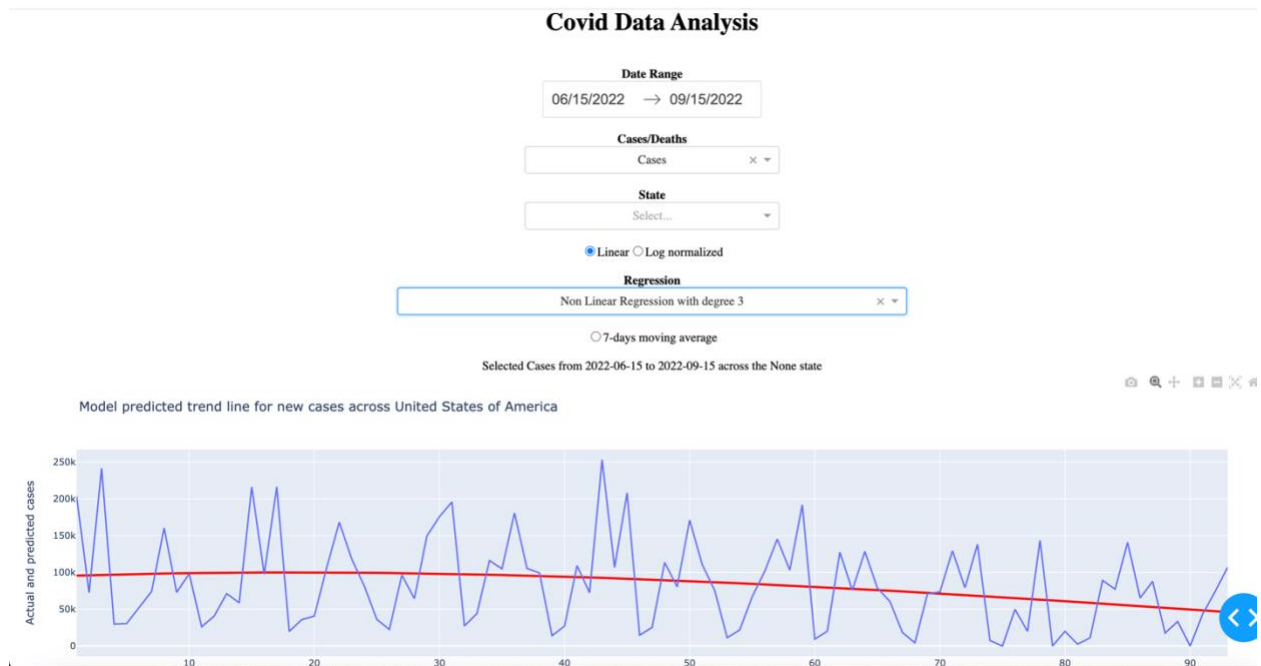 Covid Data Analysis
Date Range
06/15/2022 → 09/15/2022
Cases/Deaths
Cases
State
Select...
Linear Log normalized
Regression
Non Linear Regression with degree 3
7-days moving average
Selected Cases from 2022-06-15 to 2022-09-15 across the None state
Model predicted trend line for new cases across United States of America
Actual and predicted cases
250k
200k
150k
100k
50k
0
10 20 30 40 50 60 70 80 90